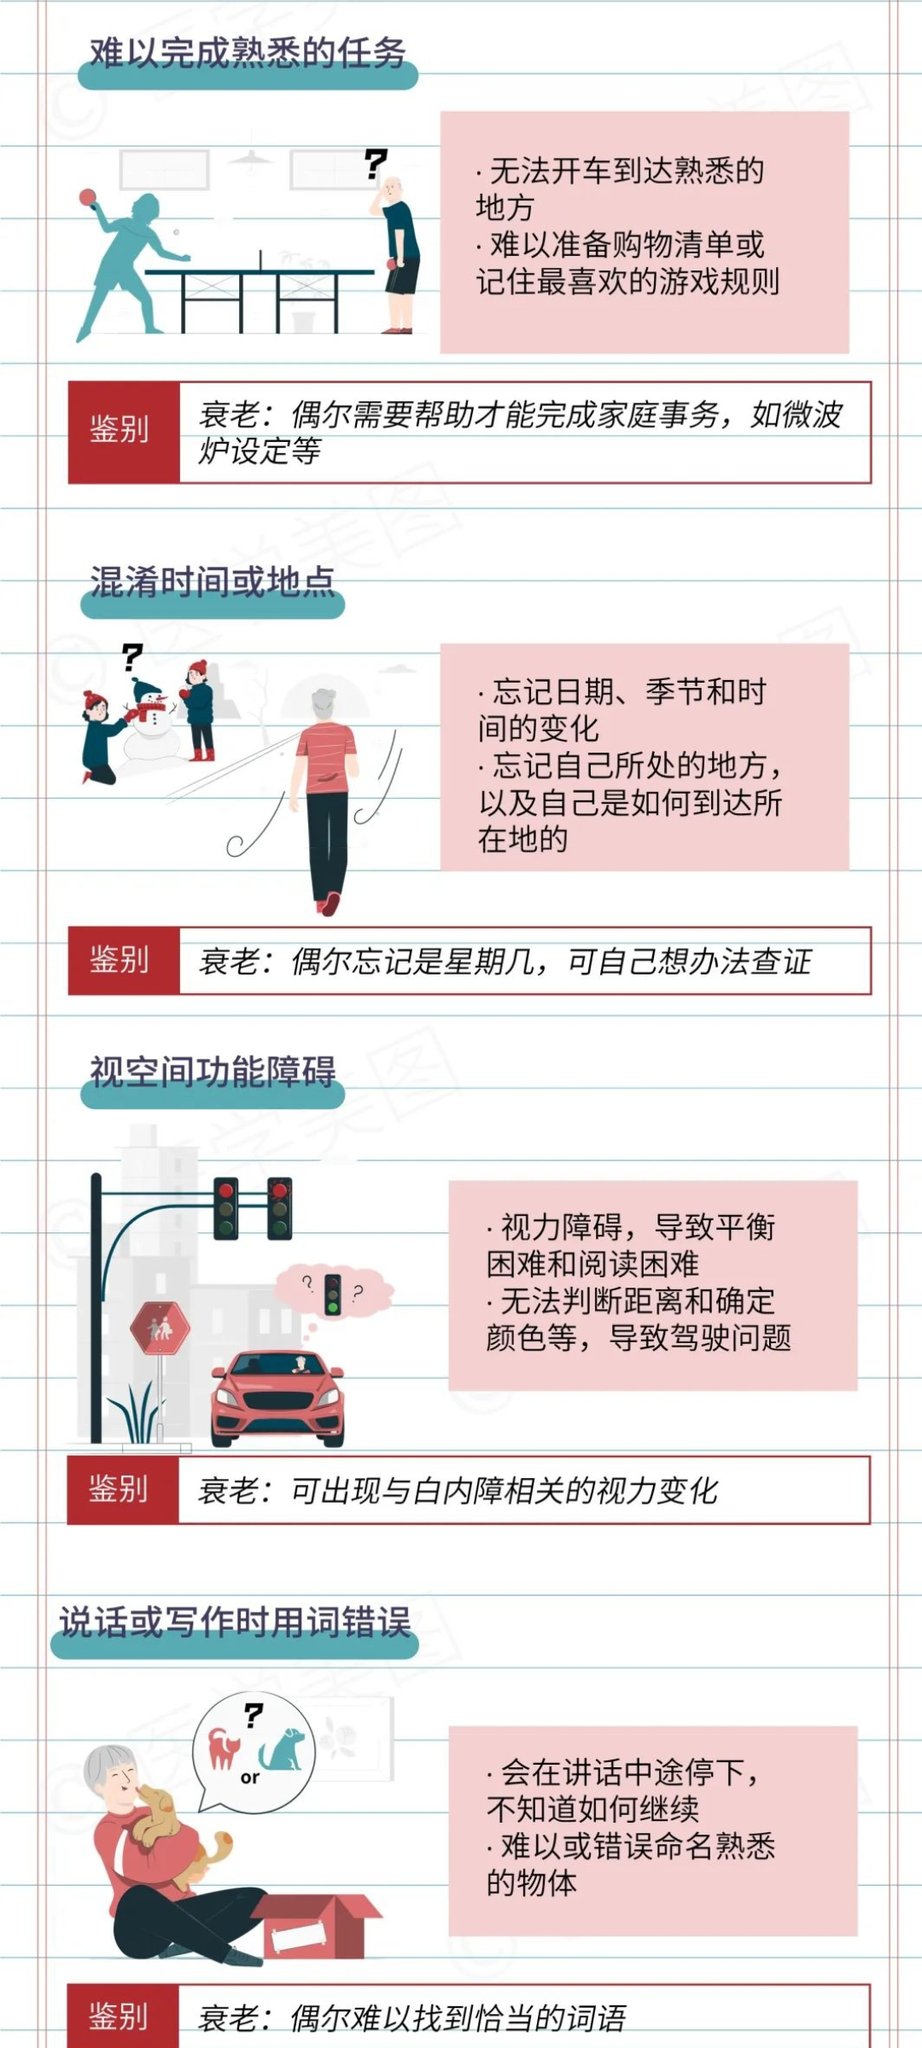 难以完成熟悉的任务
?
· 无法开车到达熟悉的
地方
· 难以准备购物清单或
记住最喜欢的游戏规则
鉴别
衰老：偶尔需要帮助才能完成家庭事务，如微波
炉设定等
混淆时间或地点
?
· 忘记日期、季节和时
间的变化
· 忘记自己所处的地方，
以及自己是如何到达所
在地的
鉴别
衰老：偶尔忘记是星期几，可自己想办法查证
视空间功能障碍
? ?
· 视力障碍，导致平衡
困难和阅读困难
· 无法判断距离和确定
颜色等，导致驾驶问题
鉴别
衰老：可出现与白内障相关的视力变化
说话或写作时用词错误
?
or
· 会在讲话中途停下，
不知道如何继续
· 难以或错误命名熟悉
的物体
鉴别
衰老：偶尔难以找到恰当的词语
©医学美图